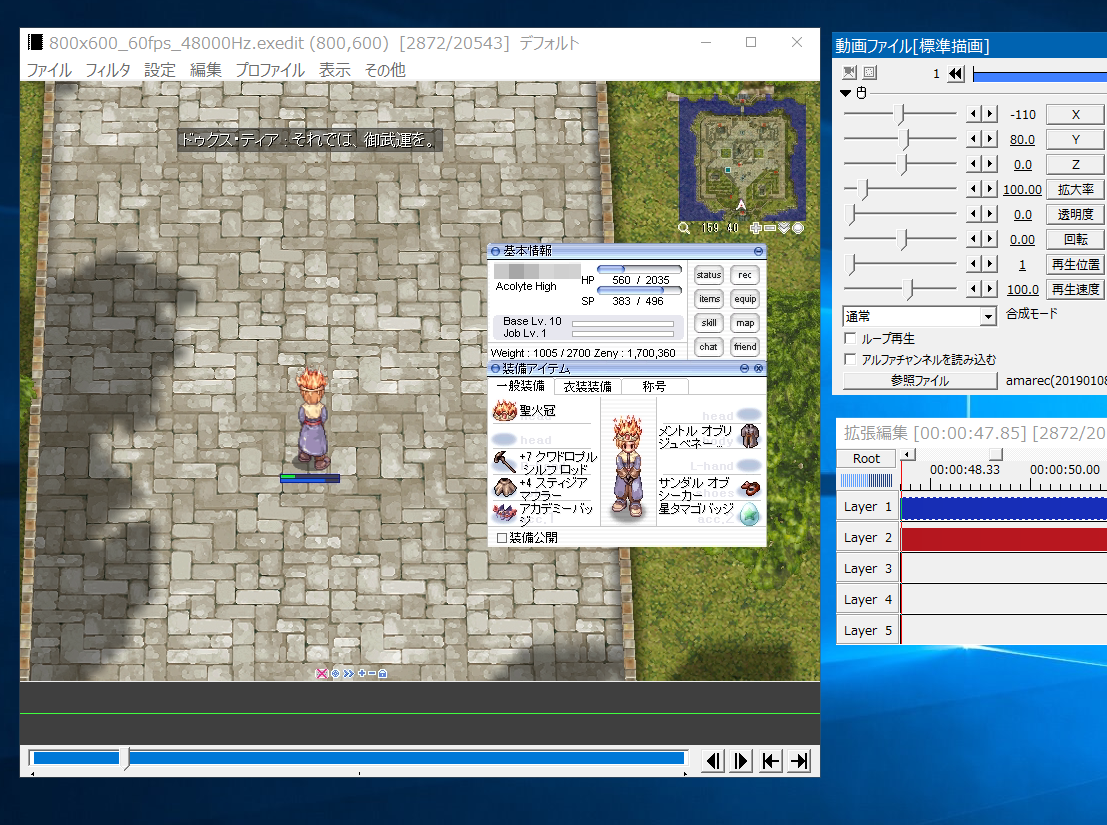 800x600_60fps_48000Hz.exedit (800,600) [2872/20543] デフォルト
ファイル フィルタ 設定 編集 プロファイル 表示 その他
ドゥクス・ティア : それでは、御武運を。
159 40
基本情報
Acolyte High
HP 560 / 2035
SP 383 / 496
Base Lv. 10
Job Lv. 1
Weight : 1005 / 2700 Zeny : 1,700,360
status rec
items equip
skill map
chat friend
装備アイテム
一般装備 衣装装備 称号
聖火冠
head
head
メントル オブリ
ジュベネー ...
+7 クワドロプル
シルフ ロッド
L-hand
+4 スティジア
マフラー
サンダル オブ
シーカー
アカデミーバッ
ジ
星タマゴバッジ
装備公開
動画ファイル[標準描画]
1
-110 X
80.0 Y
0.0 Z
100.00 拡大率
0.0 透明度
0.00 回転
1 再生位置
100.0 再生速度
通常 合成モード
ループ再生
アルファチャンネルを読み込む
参照ファイル amarec(20190108
拡張編集 [00:00:47.85] [2872/20
Root
00:00:48.33 00:00:50.00
Layer 1
Layer 2
Layer 3
Layer 4
Layer 5